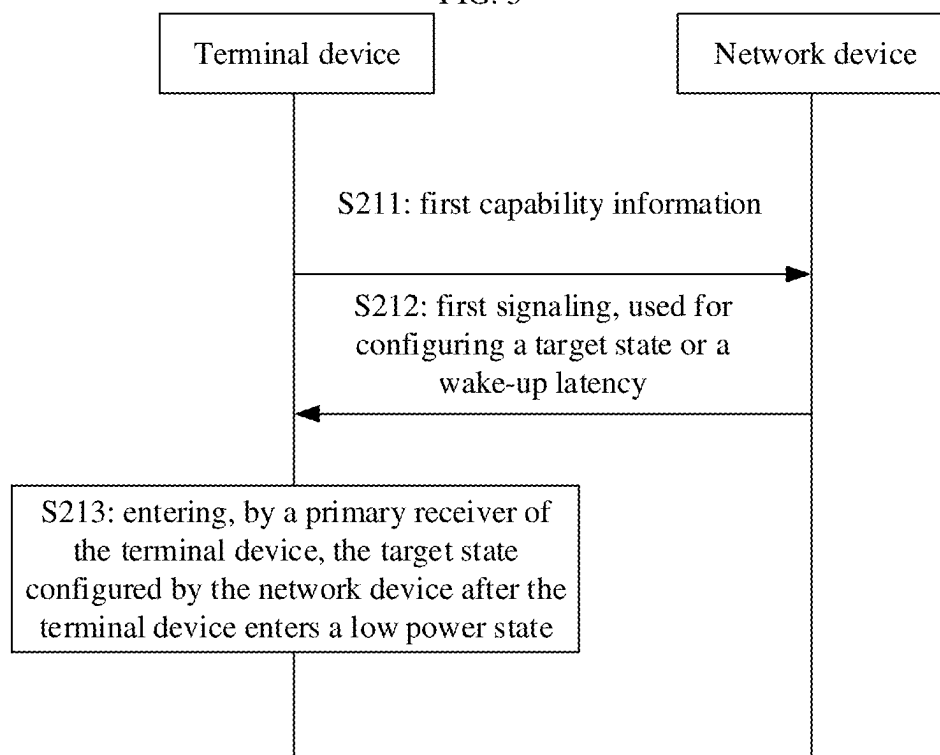 Terminal device
Network device
S211: first capability information
S212: first signaling, used for
configuring a target state or a
wake-up latency
S213: entering, by a primary receiver of
the terminal device, the target state
configured by the network device after the
terminal device enters a low power state